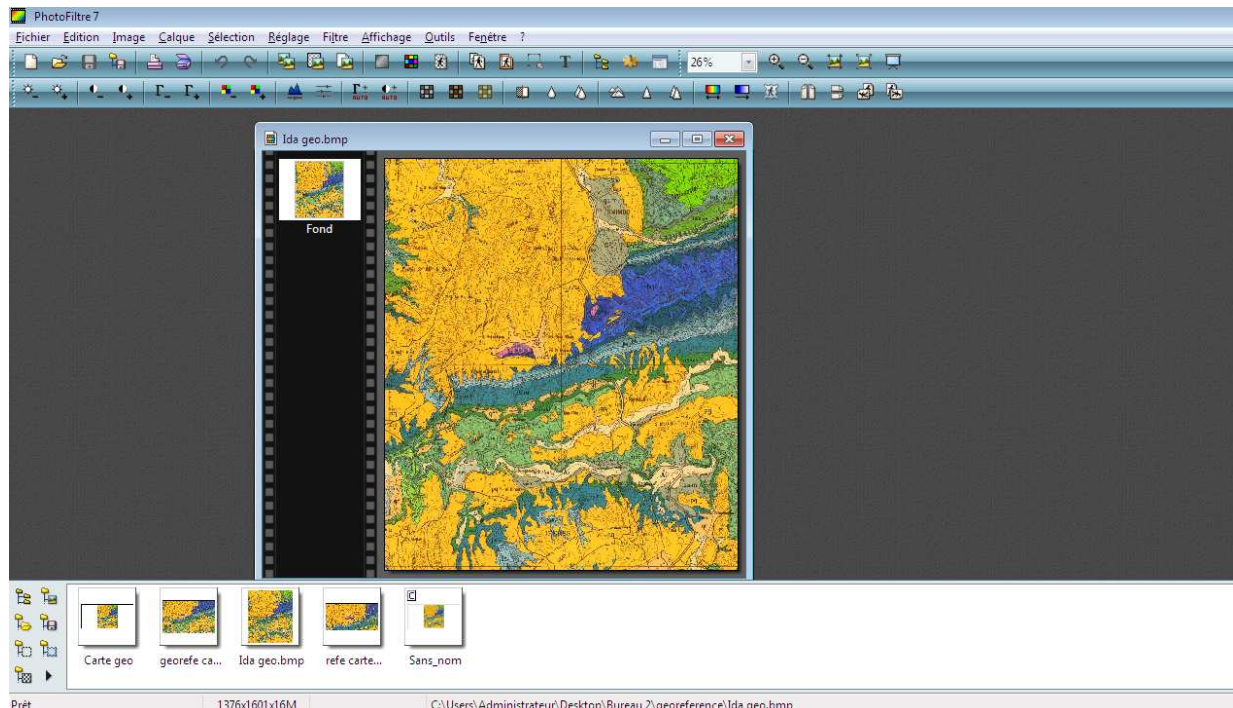 PhotoFiltre 7
Fichier Edition Image Calque Sélection Réglage Filtre Affichage Outils Fenêtre ?
T 26%
AUTO AUTO
Ida geo.bmp
Fond
C
Carte geo georefe ca... Ida geo.bmp refe carte... Sans_nom
Prêt 1376x1601x16M C:\Users\Administrateur\Desktop\Bureau 2\georeference\Ida geo.bmp